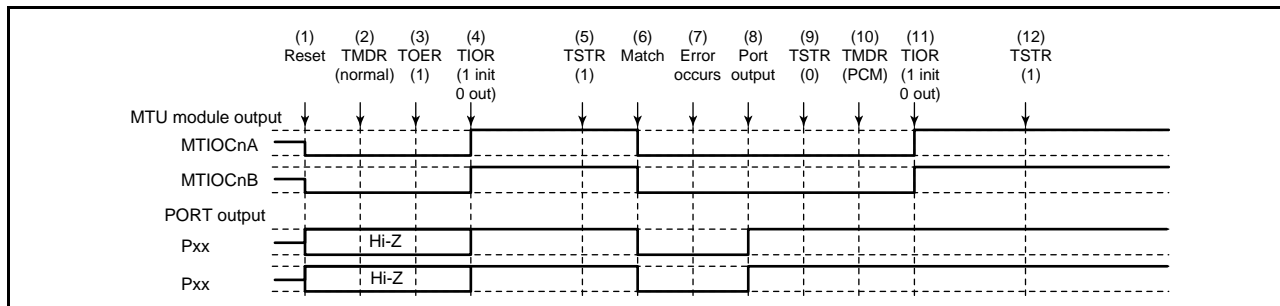 (1) (2) (3) (4) (5) (6) (7) (8) (9) (10) (11) (12)
Reset TMDR TOER TIOR TSTR Match Error Port TSTR TMDR TIOR TSTR
(normal) (1) (1 init (1) occurs output (0) (PCM) (1 init (1)
0 out) 0 out)
MTU module output
MTIOCnA
MTIOCnB
PORT output
Pxx Hi-Z
Pxx Hi-Z